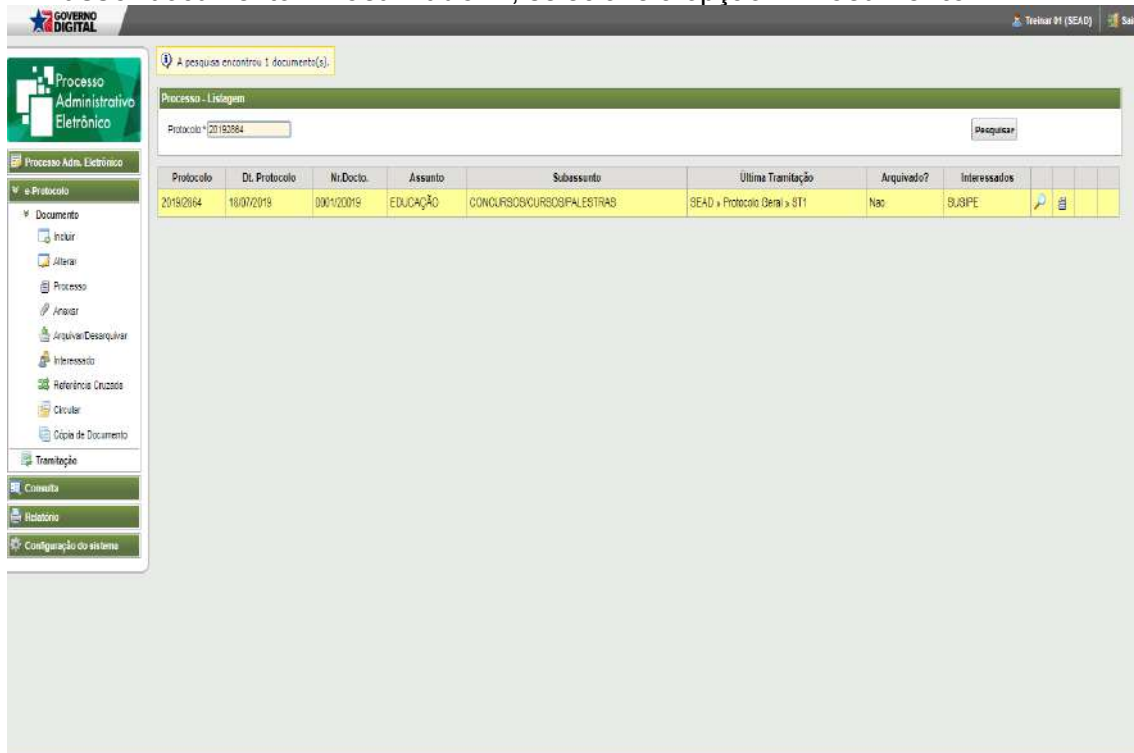 GOVERNO
DIGITAL
Treinar 01 (SEAD)
Sai
A pesquisa encontrou 1 documento(s).
Processo
Administrativo
Eletrônico
Processo - Listagem
Protocolo * 20192864
Pesquisar
Processo Adm. Eletrônico
e-Protocolo
Documento
Incluir
Alterar
Processo
Anexar
Arquivar/Desarquivar
Interessado
Referência Cruzada
Circular
Cópia de Documento
Tramitação
Consulta
Relatório
Configuração do sistema
Protocolo Dt. Protocolo Nr.Docto. Assunto Subassunto Última Tramitação Arquivado? Interessados
2019/2864 18/07/2019 0001/20019 EDUCAÇÃO CONCURSOS/CURSOS/PALESTRAS SEAD » Protocolo Geral » ST1 Nao SUSIPE